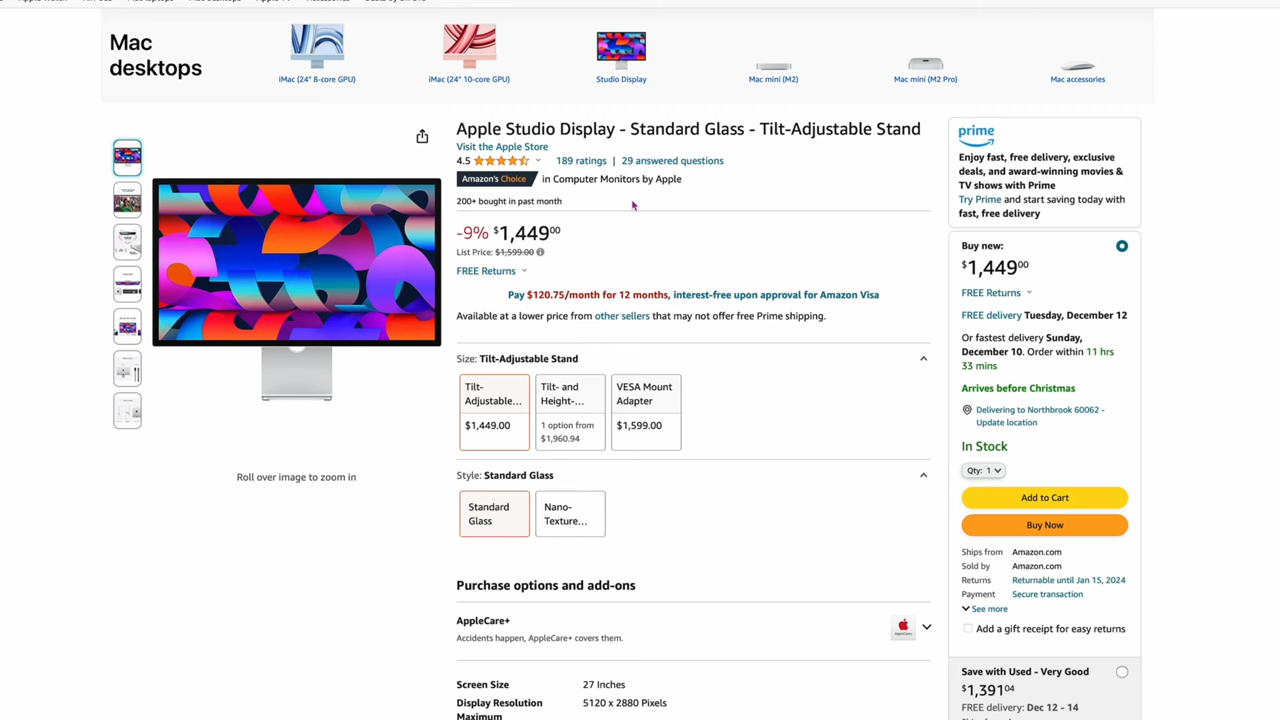 Mac
desktops
iMac (24" 8-core GPU)
iMac (24" 10-core GPU)
Studio Display
Mac mini (M2)
Mac mini (M2 Pro)
Mac accessories
Apple Studio Display - Standard Glass - Tilt-Adjustable Stand
Visit the Apple Store
4.5
189 ratings | 29 answered questions
Amazon's Choice in Computer Monitors by Apple
200+ bought in past month
-9% $1,449.00
List Price: $1,599.00
FREE Returns
Pay $120.75/month for 12 months, interest-free upon approval for Amazon Visa
Available at a lower price from other sellers that may not offer free Prime shipping.
Size: Tilt-Adjustable Stand
Tilt-
Adjustable...
$1,449.00
Tilt- and
Height-...
1 option from
$1,960.94
VESA Mount
Adapter
$1,599.00
Style: Standard Glass
Standard
Glass
Nano-
Texture...
Roll over image to zoom in
Purchase options and add-ons
AppleCare+
Accidents happen, AppleCare+ covers them.
Screen Size 27 Inches
Display Resolution 5120 x 2880 Pixels
Maximum
prime
Enjoy fast, free delivery, exclusive
deals, and award-winning movies &
TV shows with Prime
Try Prime and start saving today with
fast, free delivery
Buy new:
$1,449.00
FREE Returns
FREE delivery Tuesday, December 12
Or fastest delivery Sunday,
December 10. Order within 11 hrs
33 mins
Arrives before Christmas
Delivering to Northbrook 60062 -
Update location
In Stock
Qty: 1
Add to Cart
Buy Now
Ships from Amazon.com
Sold by Amazon.com
Returns Returnable until Jan 15, 2024
Payment Secure transaction
See more
Add a gift receipt for easy returns
Save with Used - Very Good
$1,391.04
FREE delivery: Dec 12 - 14